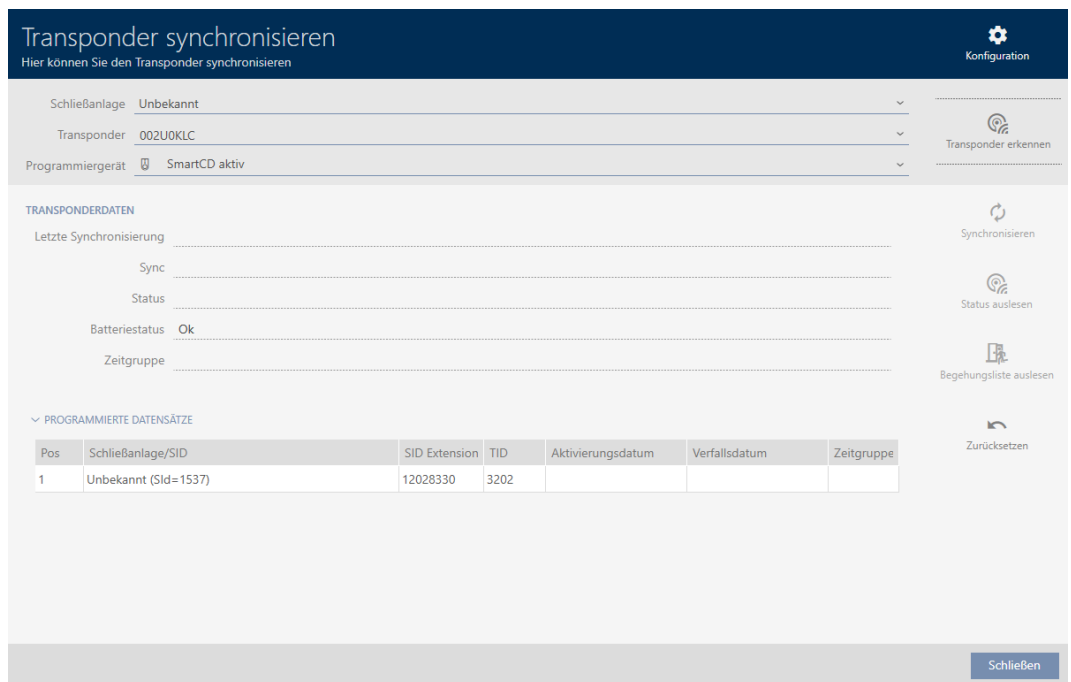 Transponder synchronisieren
Hier können Sie den Transponder synchronisieren
Konfiguration
Schließanlage Unbekannt
Transponder 002U0KLC
Programmiergerät SmartCD aktiv
Transponder erkennen
TRANSPONDERDATEN
Letzte Synchronisierung
Sync
Status
Batteriestatus Ok
Zeitgruppe
Synchronisieren
Status auslesen
Begehungsliste auslesen
Zurücksetzen
PROGRAMMIERTE DATENSÄTZE
Pos Schließanlage/SID SID Extension TID Aktivierungsdatum Verfallsdatum Zeitgruppe
1 Unbekannt (SId=1537) 12028330 3202
Schließen